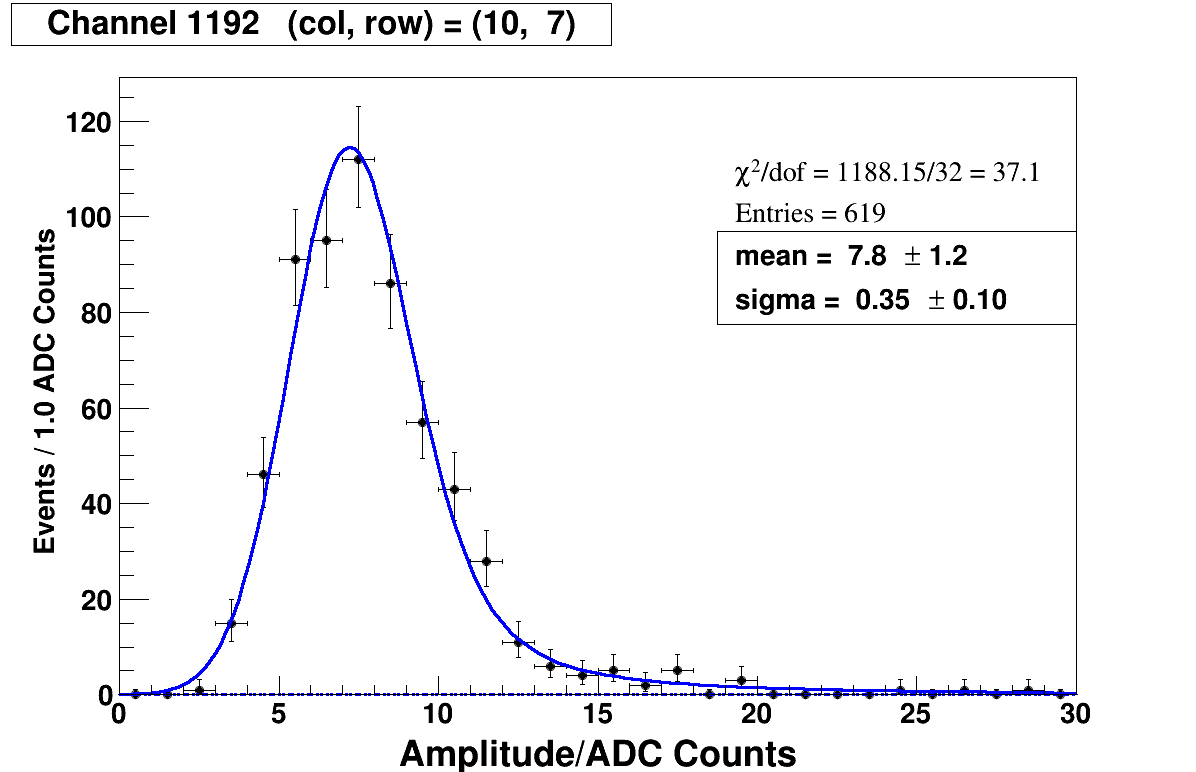 Channel 1192 (col, row) = (10, 7)
120
100
80
60
40
20
0
Events / 1.0 ADC Counts
χ²/dof = 1188.15/32 = 37.1
Entries = 619
mean = 7.8 ± 1.2
sigma = 0.35 ± 0.10
0 5 10 15 20 25 30
Amplitude/ADC Counts